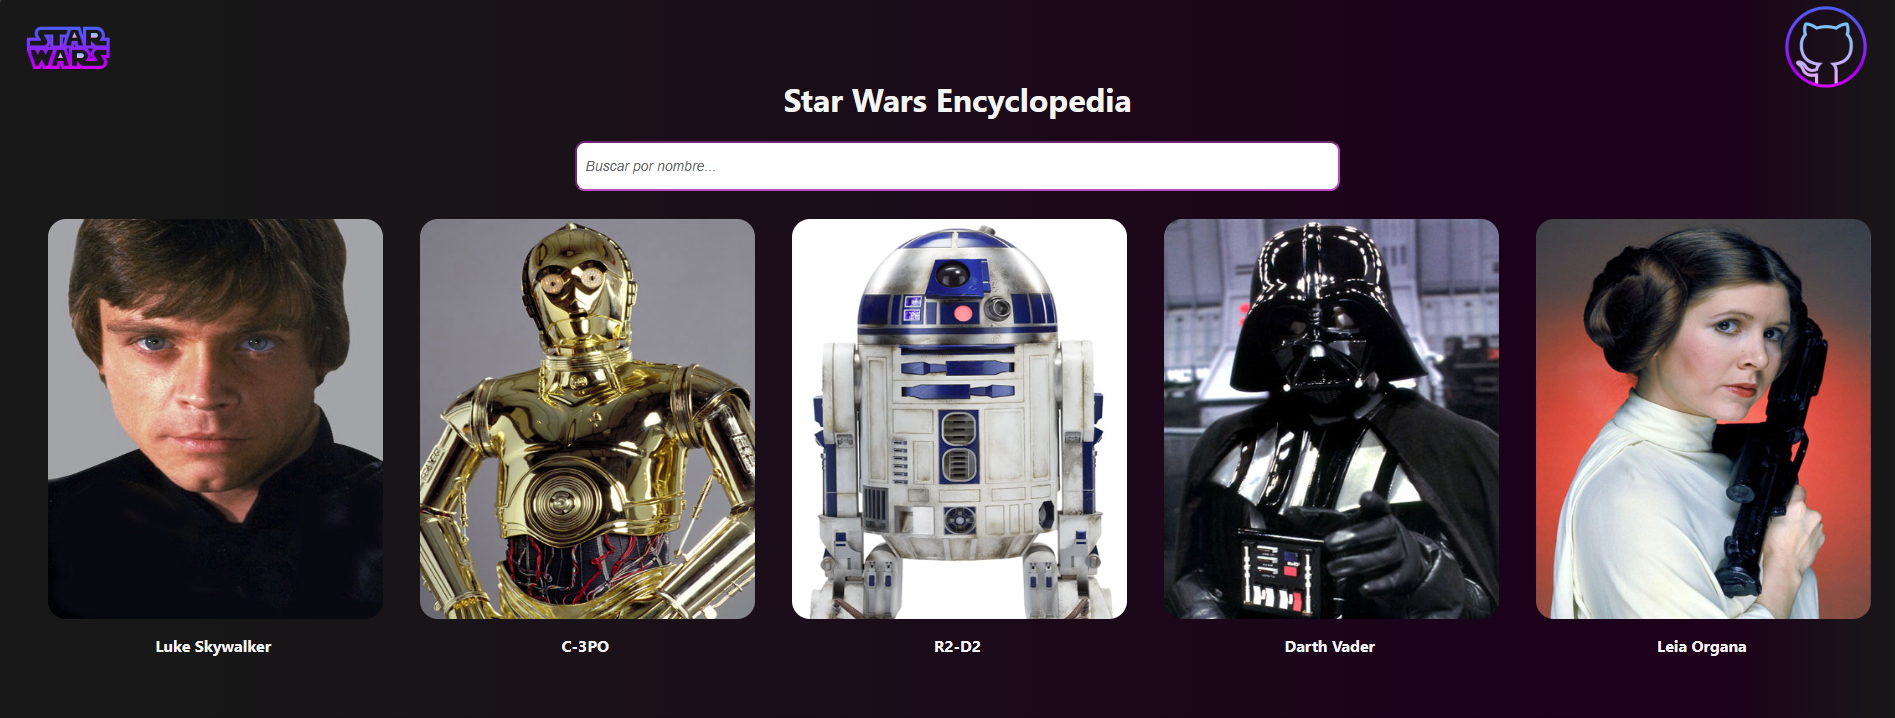 STAR
WARS
Star Wars Encyclopedia
Buscar por nombre...
Luke Skywalker
C-3PO
R2-D2
Darth Vader
Leia Organa